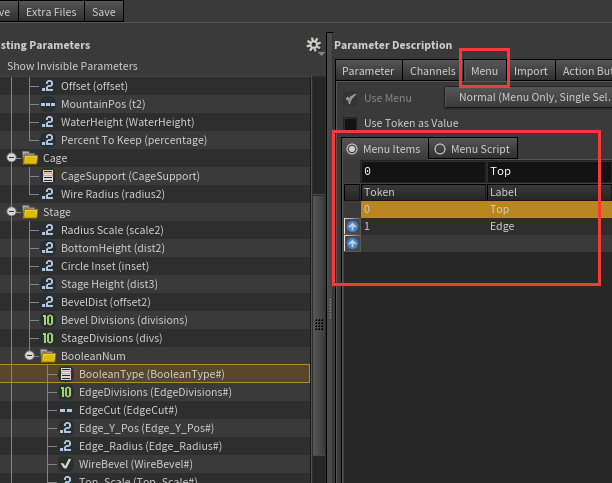 ve Extra Files Save
sting Parameters
Show Invisible Parameters
Offset (offset)
MountainPos (t2)
WaterHeight (WaterHeight)
Percent To Keep (percentage)
Cage
CageSupport (CageSupport)
Wire Radius (radius2)
Stage
Radius Scale (scale2)
BottomHeight (dist2)
Circle Inset (inset)
Stage Height (dist3)
BevelDist (offset2)
Bevel Divisions (divisions)
StageDivisions (divs)
BooleanNum
BooleanType (BooleanType#)
EdgeDivisions (EdgeDivisions#)
EdgeCut (EdgeCut#)
Edge_Y_Pos (Edge_Y_Pos#)
Edge_Radius (Edge_Radius#)
WireBevel (WireBevel#)
Top_Scale (Top_Scale#)
Parameter Description
Parameter Channels Menu Import Action But
Use Menu Normal (Menu Only, Single Sel.
Use Token as Value
Menu Items Menu Script
0 Top
Token Label
0 Top
1 Edge